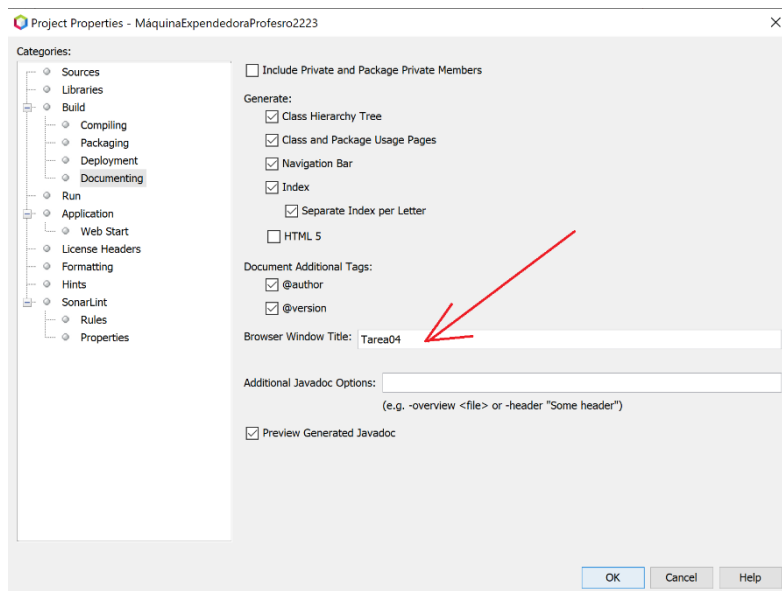 Project Properties - MáquinaExpendedoraProfesro2223
Categories:
Sources
Libraries
Build
Compiling
Packaging
Deployment
Documenting
Run
Application
Web Start
License Headers
Formatting
Hints
SonarLint
Rules
Properties
Include Private and Package Private Members
Generate:
Class Hierarchy Tree
Class and Package Usage Pages
Navigation Bar
Index
Separate Index per Letter
HTML 5
Document Additional Tags:
@author
@version
Browser Window Title: Tarea04
Additional Javadoc Options:
(e.g. -overview <file> or -header "Some header")
Preview Generated Javadoc
OK Cancel Help